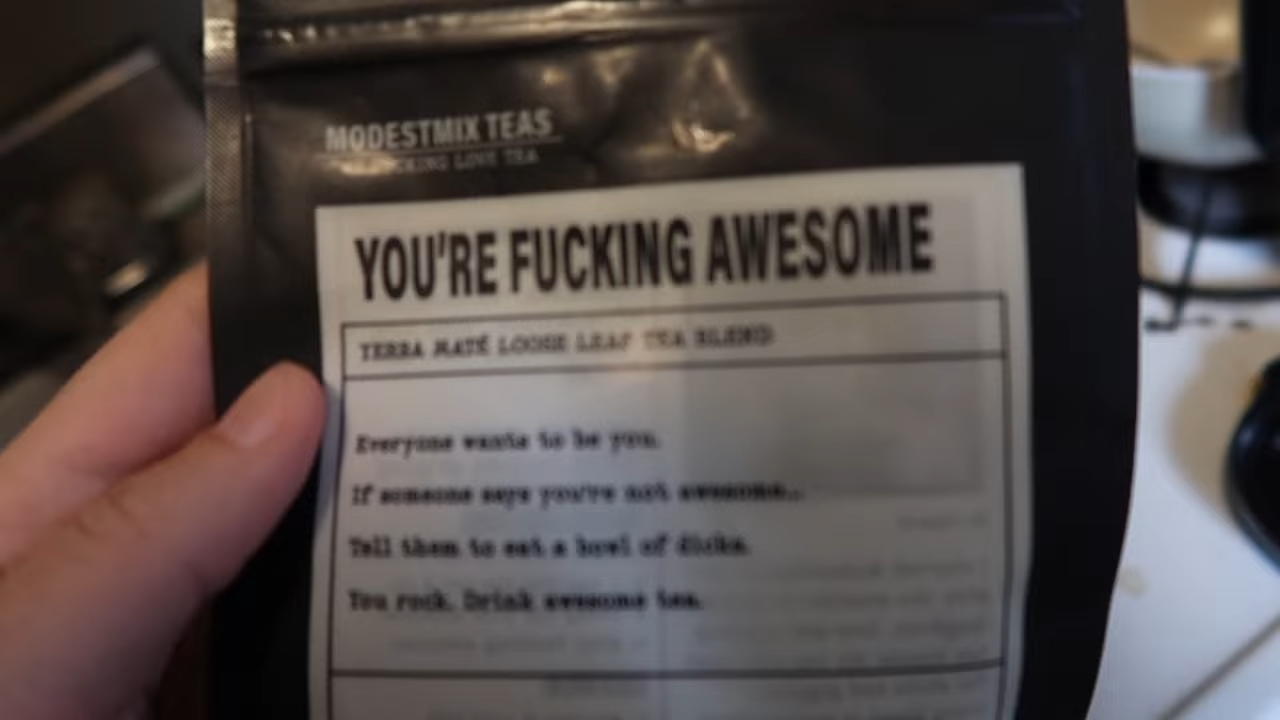 MODESTMIX TEAS
LOVE TEA
YOU'RE FUCKING AWESOME
YERBA MATÉ LOOSE LEAF TEA BLEND
Everyone wants to be you.
If someone says you're not awesome...
Tell them to eat a bowl of dicks.
You rock. Drink awesome tea.